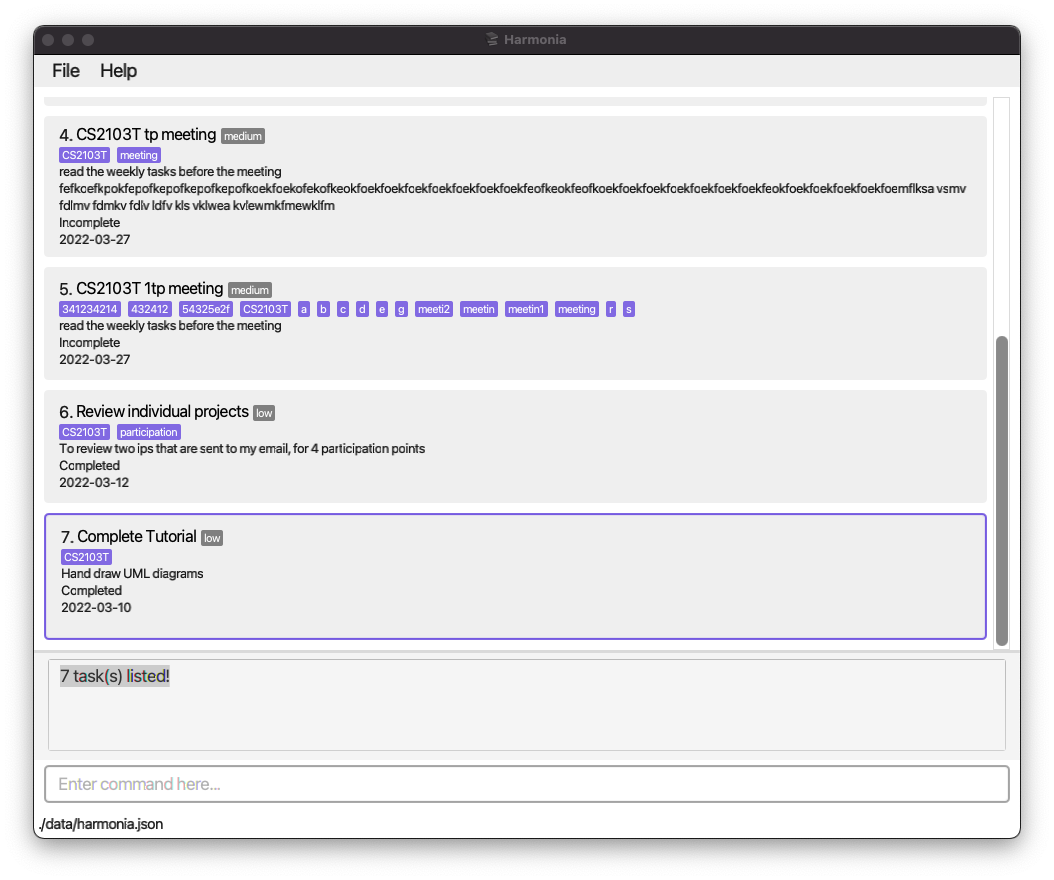 Harmonia
File Help
4. CS2103T tp meeting medium
CS2103T meeting
read the weekly tasks before the meeting
fdlmv fdmkv fdlv ldfv kls vklwea kvlewmkfmewklfm
Incomplete
2022-03-27
5. CS2103T 1tp meeting medium
341234214 432412 54325e2f CS2103T a b c d e g meeti2 meetin meetin1 meeting r s
read the weekly tasks before the meeting
Incomplete
2022-03-27
6. Review individual projects low
CS2103T participation
To review two ips that are sent to my email, for 4 participation points
Completed
2022-03-12
7. Complete Tutorial low
CS2103T
Hand draw UML diagrams
Completed
2022-03-10
7 task(s) listed!
Enter command here...
./data/harmonia.json